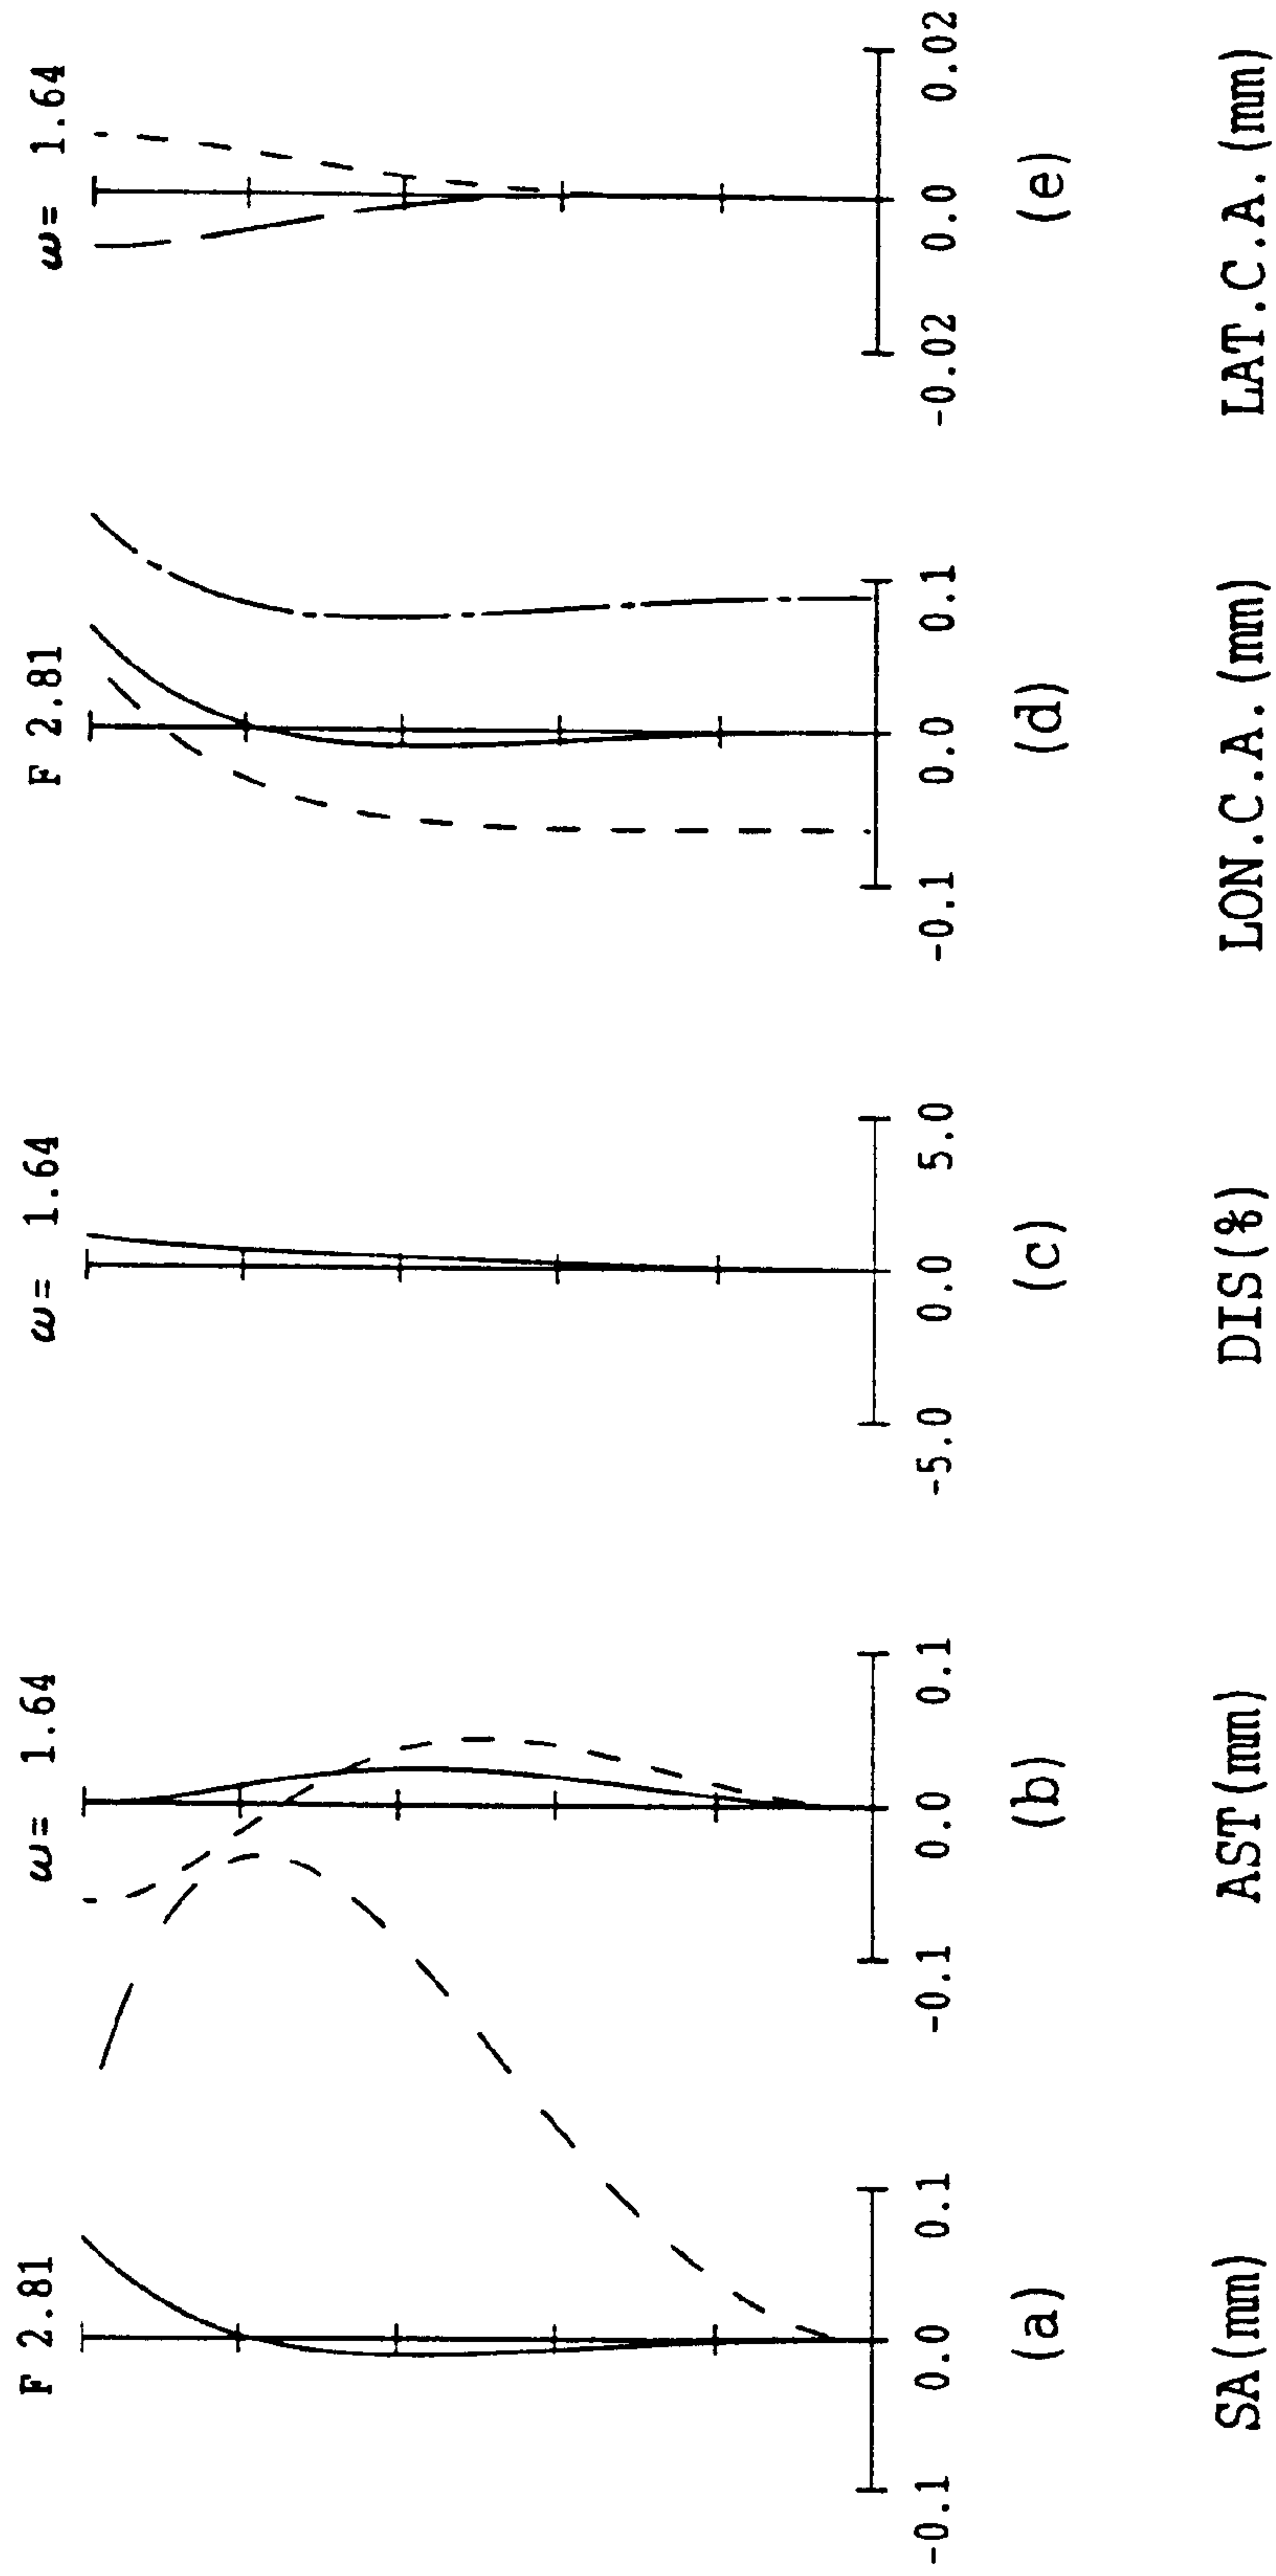 F 2.81
ω= 1.64
ω= 1.64
F 2.81
ω= 1.64
-0.1 0.0 0.1
-0.1 0.0 0.1
-5.0 0.0 5.0
-0.1 0.0 0.1
-0.02 0.0 0.02
(a)
(b)
(c)
(d)
(e)
SA(mm)
AST(mm)
DIS(%)
LON.C.A.(mm)
LAT.C.A.(mm)